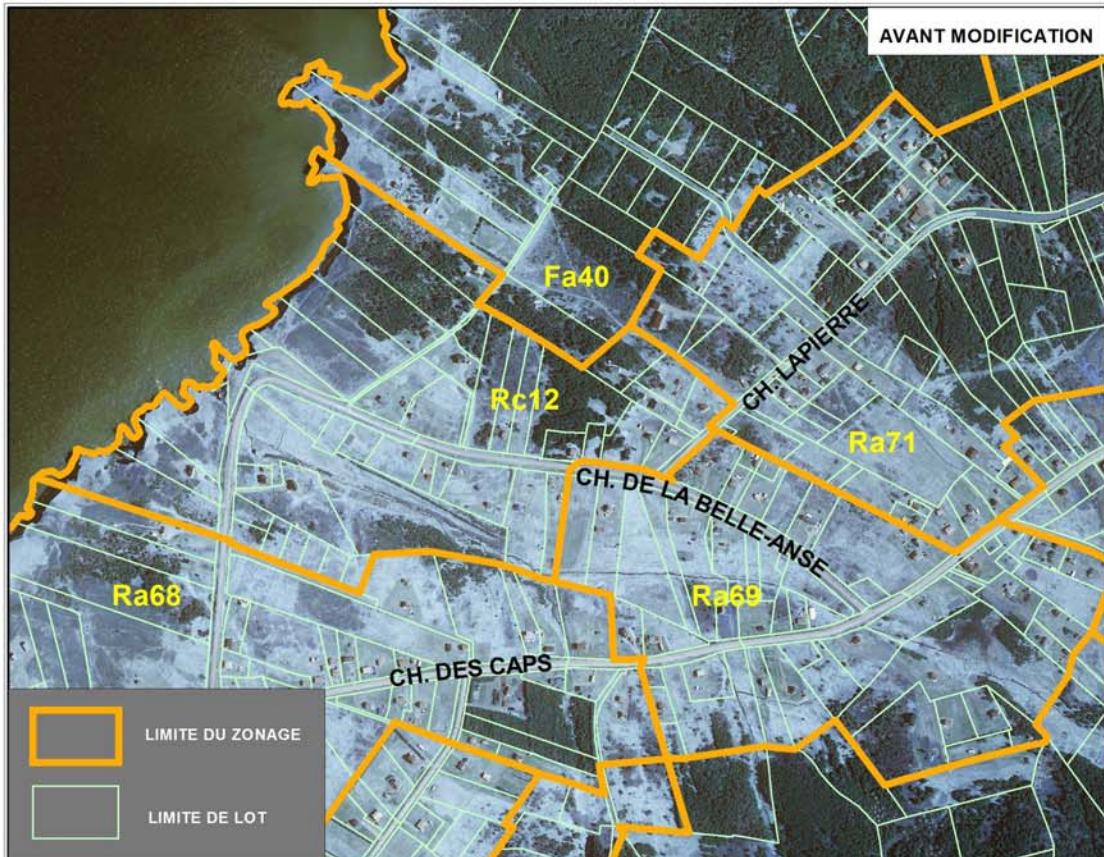 AVANT MODIFICATION
Fa40
CH. LAPIERRE
Rc12
Ra71
CH. DE LA BELLE-ANSE
Ra68
Ra69
CH. DES CAPS
LIMITE DU ZONAGE
LIMITE DE LOT